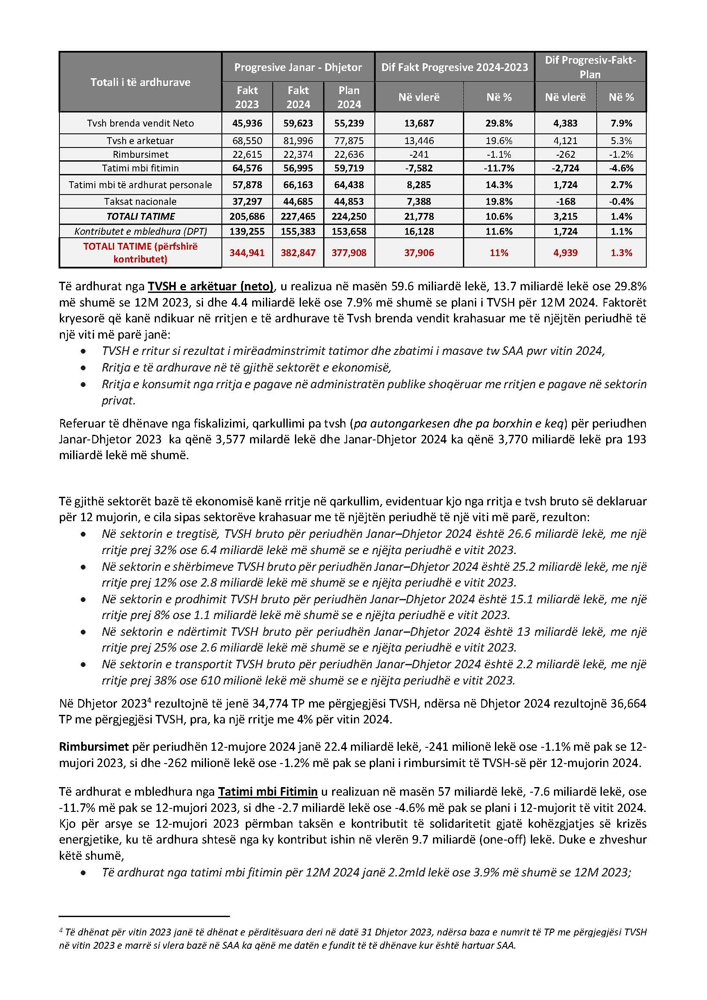 Totali i të ardhurave
Progresive Janar - Dhjetor
Dif Fakt Progresive 2024-2023
Dif Progresiv-Fakt-
Plan
Fakt
2023
Fakt
2024
Plan
2024
Në vlerë
Në %
Në vlerë
Në %
Tvsh brenda vendit Neto 45,936 59,623 55,239 13,687 29.8% 4,383 7.9%
Tvsh e arketuar 68,550 81,996 77,875 13,446 19.6% 4,121 5.3%
Rimbursimet 22,615 22,374 22,636 -241 -1.1% -262 -1.2%
Tatimi mbi fitimin 64,576 56,995 59,719 -7,582 -11.7% -2,724 -4.6%
Tatimi mbi të ardhurat personale 57,878 66,163 64,438 8,285 14.3% 1,724 2.7%
Taksat nacionale 37,297 44,685 44,853 7,388 19.8% -168 -0.4%
TOTALI TATIME 205,686 227,465 224,250 21,778 10.6% 3,215 1.4%
Kontributet e mbledhura (DPT) 139,255 155,383 153,658 16,128 11.6% 1,724 1.1%
TOTALI TATIME (përfshirë
kontributet) 344,941 382,847 377,908 37,906 11% 4,939 1.3%
Të ardhurat nga TVSH e arkëtuar (neto), u realizua në masën 59.6 miliardë lekë, 13.7 miliardë lekë ose 29.8%
më shumë se 12M 2023, si dhe 4.4 miliardë lekë ose 7.9% më shumë se plani i TVSH për 12M 2024. Faktorët
kryesorë që kanë ndikuar në rritjen e të ardhurave të Tvsh brenda vendit krahasuar me të njëjtën periudhë të
një viti më parë janë:
• TVSH e rritur si rezultat i mirëadminstrimit tatimor dhe zbatimi i masave tw SAA pwr vitin 2024,
• Rritja e të ardhurave në të gjithë sektorët e ekonomisë,
• Rritja e konsumit nga rritja e pagave në administratën publike shoqëruar me rritjen e pagave në sektorin
privat.
Referuar të dhënave nga fiskalizimi, qarkullimi pa tvsh (pa autongarkesen dhe pa borxhin e keq) për periudhen
Janar-Dhjetor 2023 ka qënë 3,577 milardë lekë dhe Janar-Dhjetor 2024 ka qënë 3,770 miliardë lekë pra 193
miliardë lekë më shumë.
Të gjithë sektorët bazë të ekonomisë kanë rritje në qarkullim, evidentuar kjo nga rritja e tvsh bruto së deklaruar
për 12 mujorin, e cila sipas sektorëve krahasuar me të njëjtën periudhë të një viti më parë, rezulton:
• Në sektorin e tregtisë, TVSH bruto për periudhën Janar–Dhjetor 2024 është 26.6 miliardë lekë, me një
rritje prej 32% ose 6.4 miliardë lekë më shumë se e njëjta periudhë e vitit 2023.
• Në sektorin e shërbimeve TVSH bruto për periudhën Janar–Dhjetor 2024 është 25.2 miliardë lekë, me një
rritje prej 12% ose 2.8 miliardë lekë më shumë se e njëjta periudhë e vitit 2023.
• Në sektorin e prodhimit TVSH bruto për periudhën Janar–Dhjetor 2024 është 15.1 miliardë lekë, me një
rritje prej 8% ose 1.1 miliardë lekë më shumë se e njëjta periudhë e vitit 2023.
• Në sektorin e ndërtimit TVSH bruto për periudhën Janar–Dhjetor 2024 është 13 miliardë lekë, me një
rritje prej 25% ose 2.6 miliardë lekë më shumë se e njëjta periudhë e vitit 2023.
• Në sektorin e transportit TVSH bruto për periudhën Janar–Dhjetor 2024 është 2.2 miliardë lekë, me një
rritje prej 38% ose 610 milionë lekë më shumë se e njëjta periudhë e vitit 2023.
Në Dhjetor 2023⁴ rezultojnë të jenë 34,774 TP me përgjegjësi TVSH, ndërsa në Dhjetor 2024 rezultojnë 36,664
TP me përgjegjësi TVSH, pra, ka një rritje me 4% për vitin 2024.
Rimbursimet për periudhën 12-mujore 2024 janë 22.4 miliardë lekë, -241 milionë lekë ose -1.1% më pak se 12-
mujori 2023, si dhe -262 milionë lekë ose -1.2% më pak se plani i rimbursimit të TVSH-së për 12-mujorin 2024.
Të ardhurat e mbledhura nga Tatimi mbi Fitimin u realizuan në masën 57 miliardë lekë, -7.6 miliardë lekë, ose
-11.7% më pak se 12-mujori 2023, si dhe -2.7 miliardë lekë ose -4.6% më pak se plani i 12-mujorit të vitit 2024.
Kjo për arsye se 12-mujori 2023 përmban taksën e kontributit të solidaritetit gjatë kohëzgjatjes së krizës
energjetike, ku të ardhura shtesë nga ky kontribut ishin në vlerën 9.7 miliardë (one-off) lekë. Duke e zhveshur
këtë shumë,
• Të ardhurat nga tatimi mbi fitimin për 12M 2024 janë 2.2mld lekë ose 3.9% më shumë se 12M 2023;
⁴ Të dhënat për vitin 2023 janë të dhënat e përditësuara deri në datë 31 Dhjetor 2023, ndërsa baza e numrit të TP me përgjegjësi TVSH
në vitin 2023 e marrë si vlera bazë në SAA ka qënë me datën e fundit të të dhënave kur është hartuar SAA.